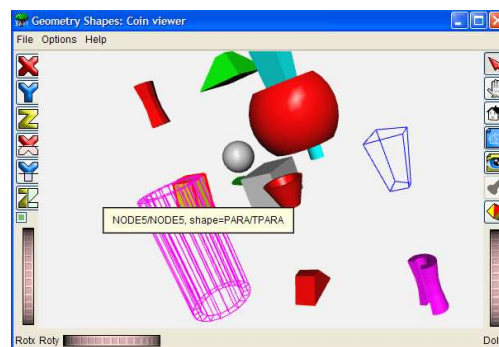 Geometry Shapes: Coin viewer
File Options Help
X
Y
Z
X
Y
Z
NODE5/NODE5, shape=PARA/TPARA
Rotx Roty
Dol